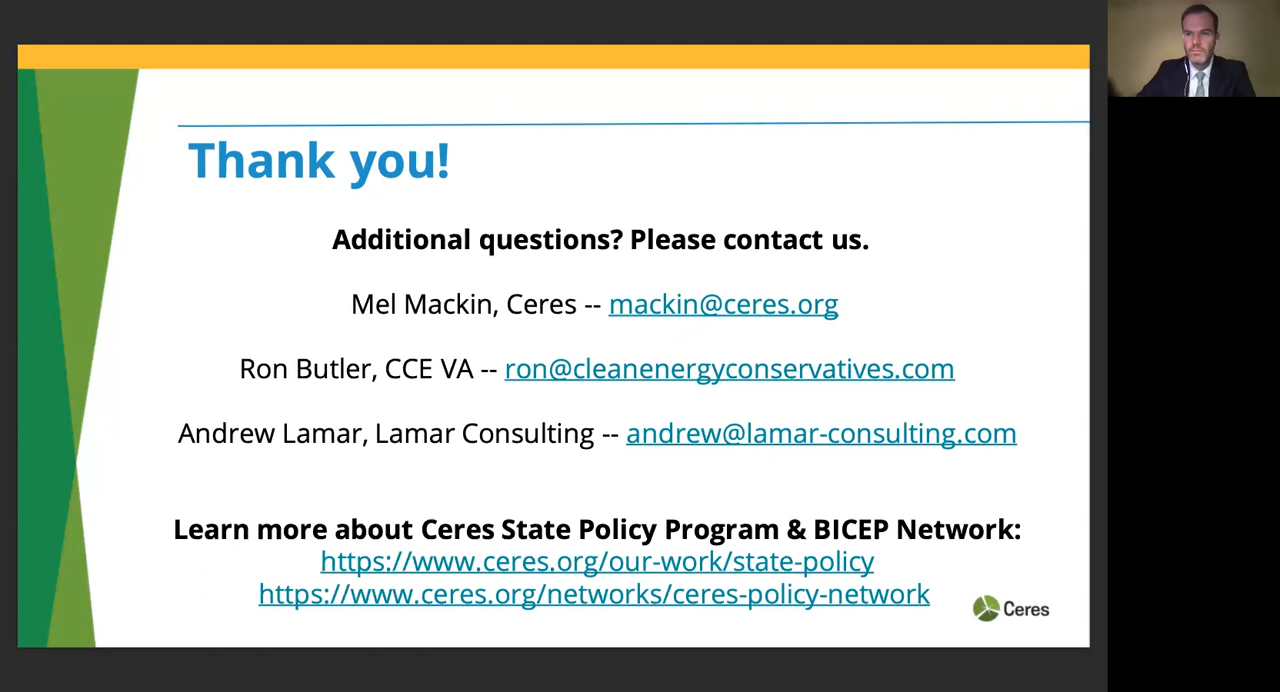 Thank you!
Additional questions? Please contact us.
Mel Mackin, Ceres -- mackin@ceres.org
Ron Butler, CCE VA -- ron@cleanenergyconservatives.com
Andrew Lamar, Lamar Consulting -- andrew@lamar-consulting.com
Learn more about Ceres State Policy Program & BICEP Network:
https://www.ceres.org/our-work/state-policy
https://www.ceres.org/networks/ceres-policy-network
Ceres